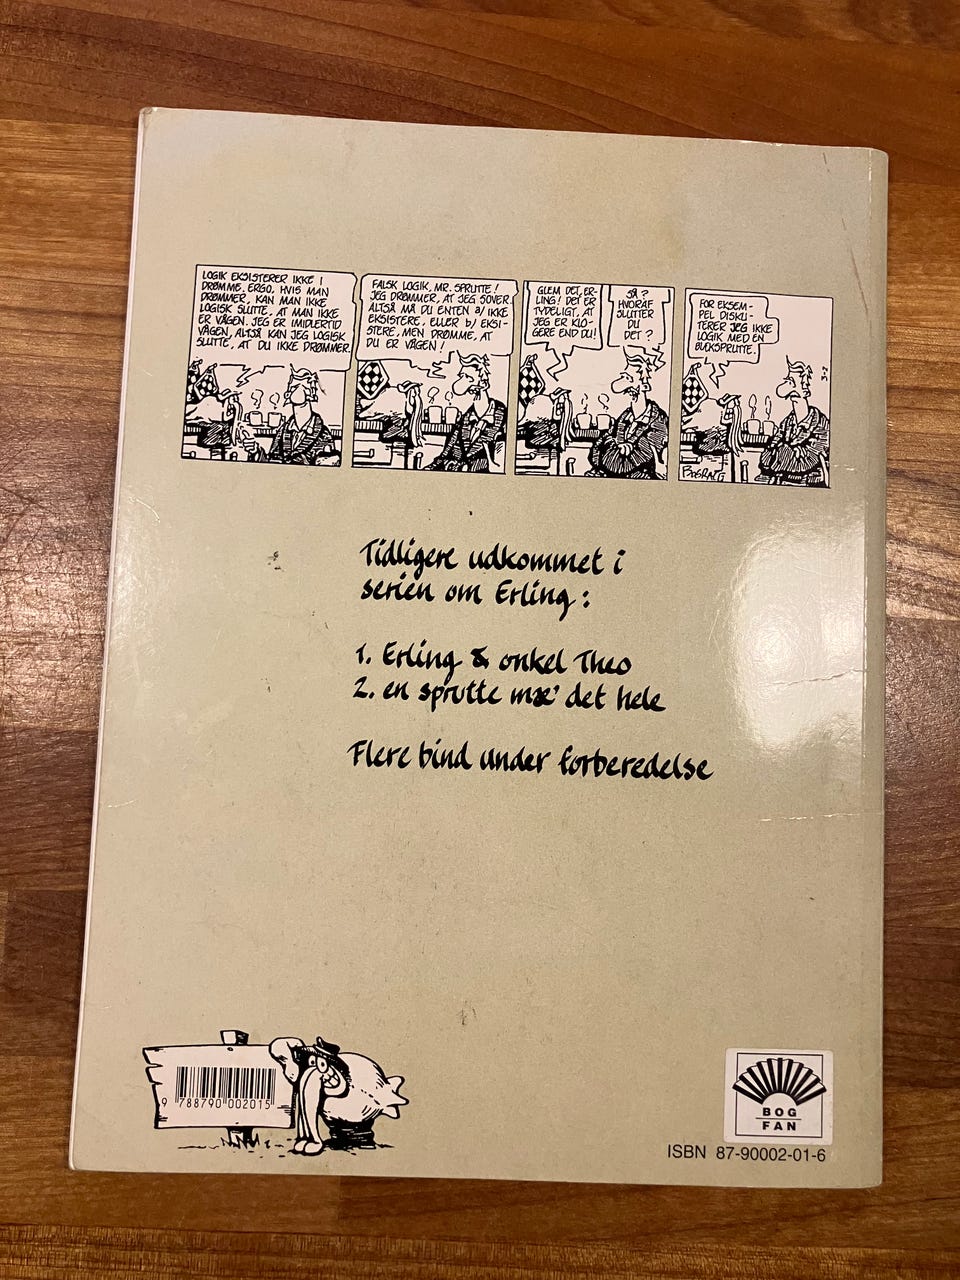 LOGIK EKSISTERER IKKE I
DRØMME. ERGO, HVIS MAN
DRØMMER, KAN MAN IKKE
LOGISK SLUTTE, AT MAN IKKE
ER VÅGEN. JEG ER IMIDLERTID
VÅGEN, ALTSÅ KAN JEG LOGISK
SLUTTE, AT DU IKKE DRØMMER.
FALSK LOGIK, MR. SPRUTTE!
JEG DRØMMER, AT JEG SOVER.
ALTSÅ MÅ DU ENTEN a/ IKKE
EKSISTERE, ELLER b/ EKSI-
STERE, MEN DRØMME, AT
DU ER VÅGEN!
GLEM DET, ER-
LING! DET ER
TYDELIGT, AT
JEG ER KLO-
GERE END DU!
SÅ?
HVORAF
SLUTTER
DU
DET?
FOR EKSEM-
PEL DISKU-
TERER JEG IKKE
LOGIK MED EN
BLÆKSPRUTTE.
3-2
BOGRAEG
Tidligere udkommet i
serien om Erling:
1. Erling & onkel Theo
2. en sprutte mæ' det hele
Flere bind under forberedelse
9 788790 002015
BOG
FAN
ISBN 87-90002-01-6